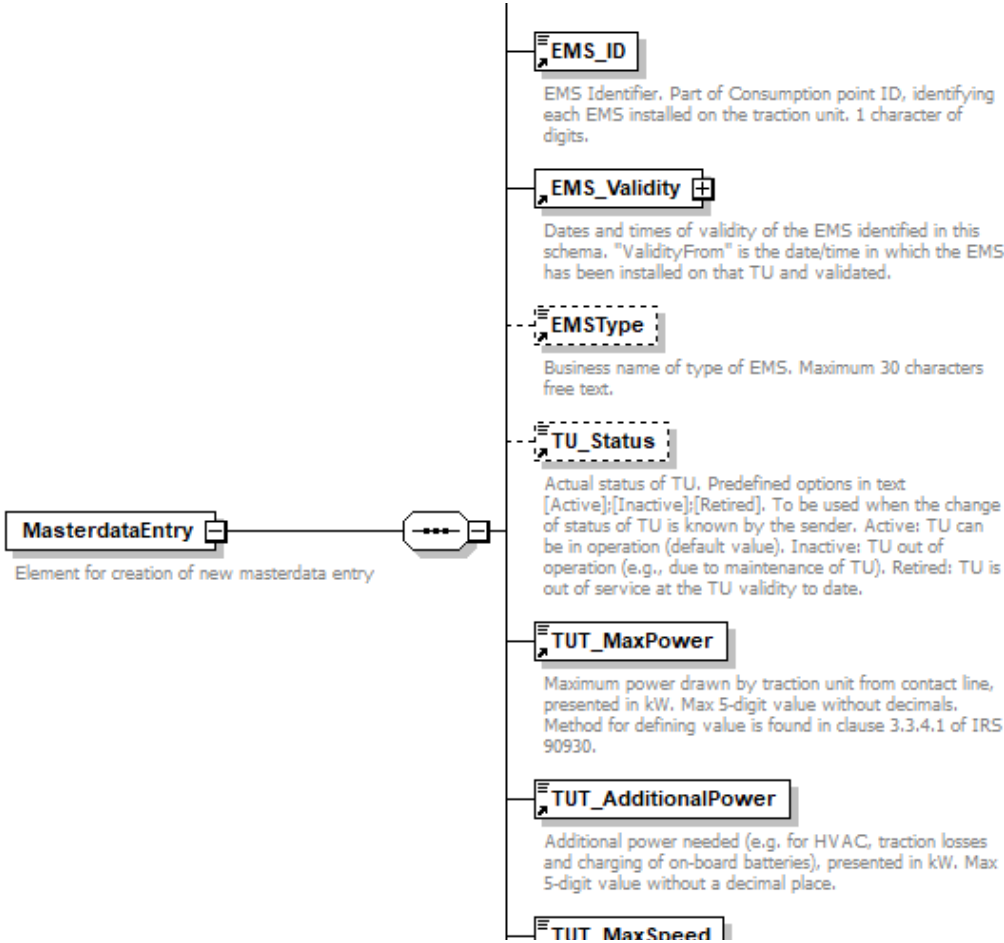 EMS_ID
EMS Identifier. Part of Consumption point ID, identifying
each EMS installed on the traction unit. 1 character of
digits.
EMS_Validity
Dates and times of validity of the EMS identified in this
schema. "ValidityFrom" is the date/time in which the EMS
has been installed on that TU and validated.
EMSType
Business name of type of EMS. Maximum 30 characters
free text.
TU_Status
Actual status of TU. Predefined options in text
[Active];[Inactive];[Retired]. To be used when the change
of status of TU is known by the sender. Active: TU can
be in operation (default value). Inactive: TU out of
operation (e.g., due to maintenance of TU). Retired: TU is
out of service at the TU validity to date.
MasterdataEntry
Element for creation of new masterdata entry
TUT_MaxPower
Maximum power drawn by traction unit from contact line,
presented in kW. Max 5-digit value without decimals.
Method for defining value is found in clause 3.3.4.1 of IRS
90930.
TUT_AdditionalPower
Additional power needed (e.g. for HVAC, traction losses
and charging of on-board batteries), presented in kW. Max
5-digit value without a decimal place.
TUT_MaxSpeed